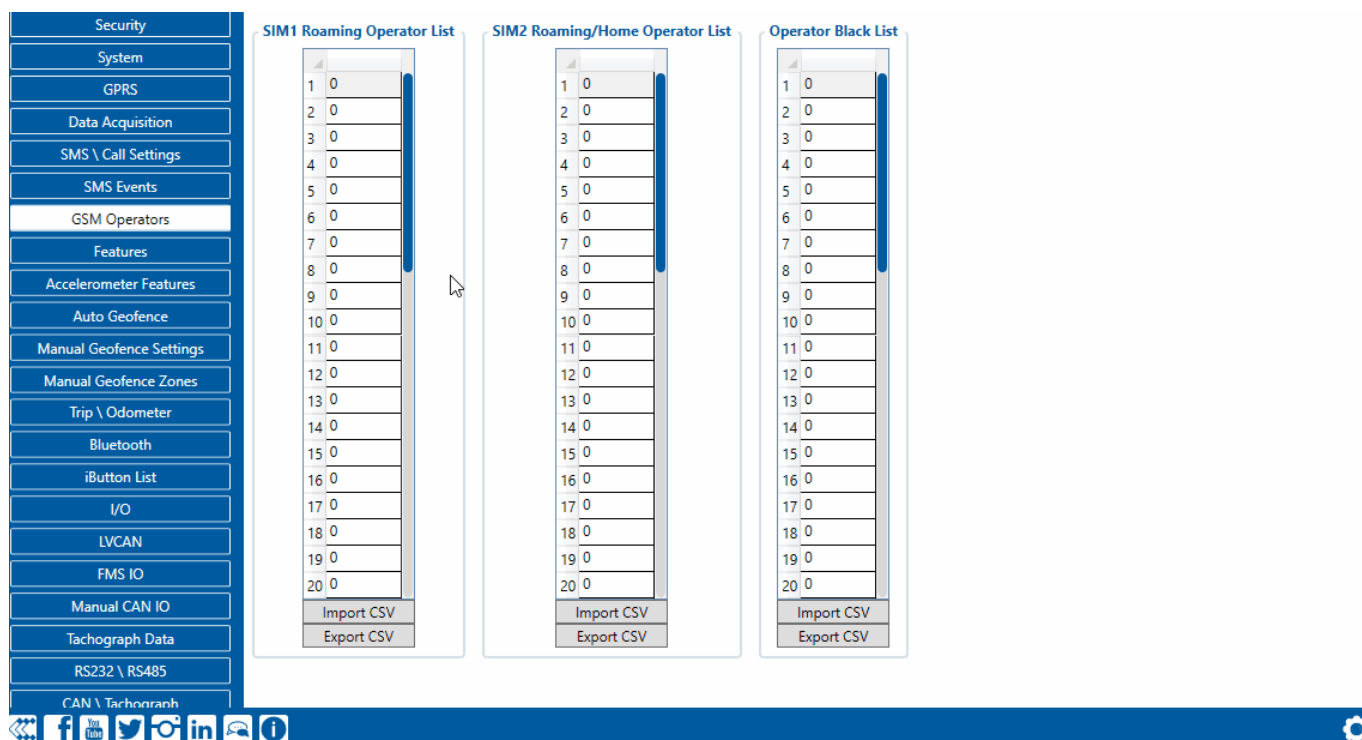 Security
System
GPRS
Data Acquisition
SMS \ Call Settings
SMS Events
GSM Operators
Features
Accelerometer Features
Auto Geofence
Manual Geofence Settings
Manual Geofence Zones
Trip \ Odometer
Bluetooth
iButton List
I/O
LVCAN
FMS IO
Manual CAN IO
Tachograph Data
RS232 \ RS485
CAN \ Tachograph
SIM1 Roaming Operator List
1 0
2 0
3 0
4 0
5 0
6 0
7 0
8 0
9 0
10 0
11 0
12 0
13 0
14 0
15 0
16 0
17 0
18 0
19 0
20 0
Import CSV
Export CSV
SIM2 Roaming/Home Operator List
1 0
2 0
3 0
4 0
5 0
6 0
7 0
8 0
9 0
10 0
11 0
12 0
13 0
14 0
15 0
16 0
17 0
18 0
19 0
20 0
Import CSV
Export CSV
Operator Black List
1 0
2 0
3 0
4 0
5 0
6 0
7 0
8 0
9 0
10 0
11 0
12 0
13 0
14 0
15 0
16 0
17 0
18 0
19 0
20 0
Import CSV
Export CSV
You
Tube
in